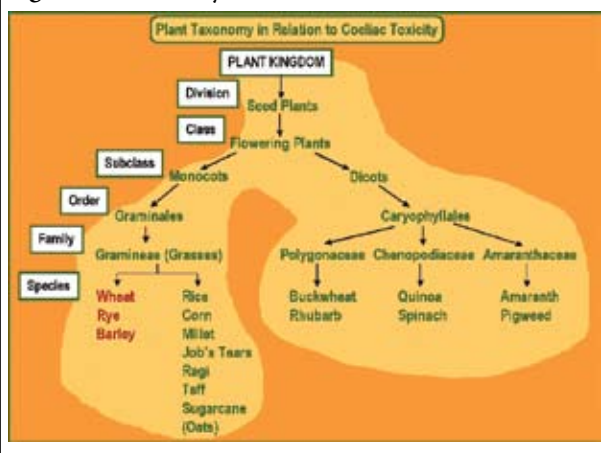 Plant Taxonomy in Relation to Coeliac Toxicity
PLANT KINGDOM
Division
Seed Plants
Class
Flowering Plants
Subclass
Monocots
Dicots
Order
Graminales
Caryophyllales
Family
Gramineae (Grasses)
Polygonaceae
Chenopodiaceae
Amaranthaceae
Species
Wheat
Rye
Barley
Rice
Corn
Millet
Job's Tears
Ragi
Teff
Sugarcane
(Oats)
Buckwheat
Rhubarb
Quinoa
Spinach
Amaranth
Pigweed